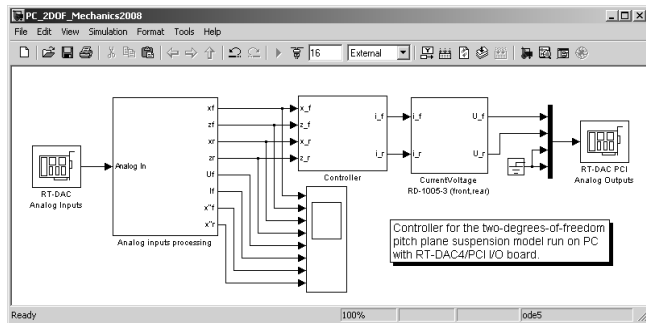 PC_2DOF_Mechanics2008
File Edit View Simulation Format Tools Help
16 External
RT-DAC
Analog Inputs
Analog In
xf
zf
xr
zr
Uf
If
x"f
x"r
Analog inputs processing
x_f
z_f
x_r
z_r
i_f
i_r
Controller
i_f
i_r
U_f
U_r
CurrentVoltage
RD-1005-3 (front,rear)
RT-DAC PCI
Analog Outputs
Controller for the two-degrees-of-freedom
pitch plane suspension model run on PC
with RT-DAC4/PCI I/O board.
Ready 100% ode5